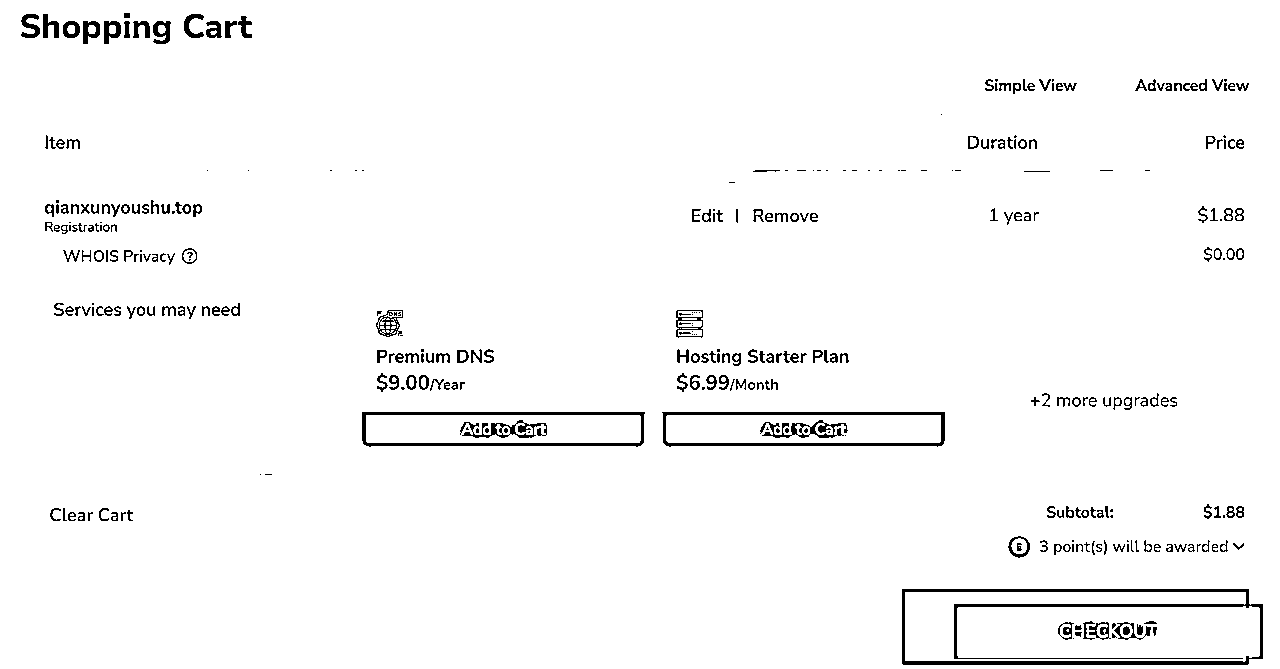 Shopping Cart
Simple View Advanced View
Item Duration Price
qianxunyoushu.top Edit | Remove 1 year $1.88
Registration
WHOIS Privacy ? $0.00
Services you may need
DNS
Premium DNS Hosting Starter Plan
$9.00/Year $6.99/Month
+2 more upgrades
Add to Cart Add to Cart
Clear Cart Subtotal: $1.88
3 point(s) will be awarded
CHECKOUT